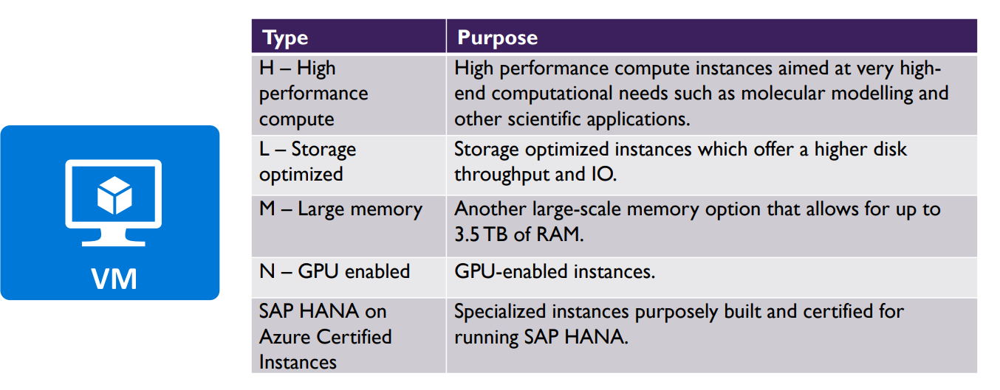 VM
Type
Purpose
H – High
performance
compute
High performance compute instances aimed at very high-
end computational needs such as molecular modelling and
other scientific applications.
L – Storage
optimized
Storage optimized instances which offer a higher disk
throughput and IO.
M – Large memory
Another large-scale memory option that allows for up to
3.5 TB of RAM.
N – GPU enabled
GPU-enabled instances.
SAP HANA on
Azure Certified
Instances
Specialized instances purposely built and certified for
running SAP HANA.